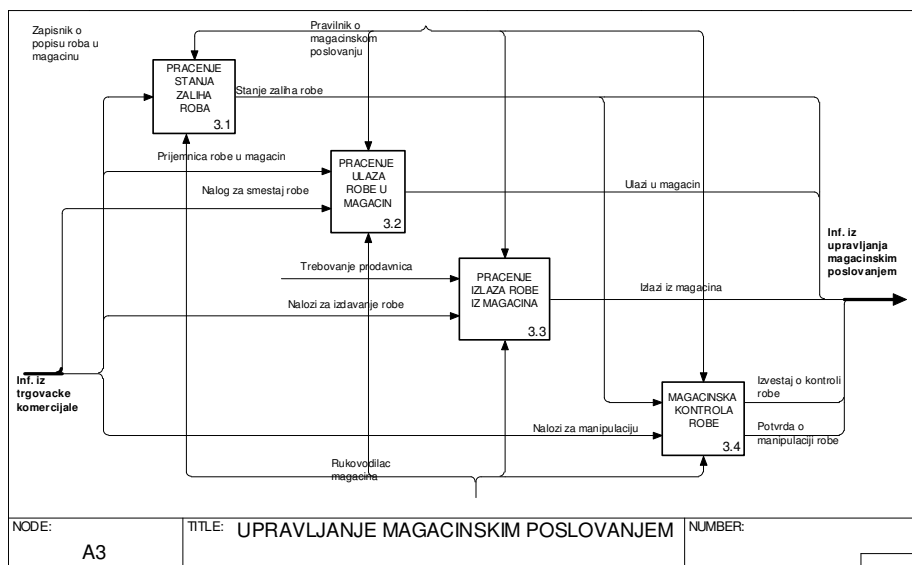 Zapisnik o
popisu roba u
magacinu
Pravilnik o
magacinskom
poslovanju
PRACENJE
STANJA
ZALIHA
ROBA
3.1
Stanje zaliha robe
Prijemnica robe u magacin
Nalog za smestaj robe
PRACENJE
ULAZA
ROBE U
MAGACIN
3.2
Ulazi u magacin
Inf. iz
upravljanja
magacinskim
poslovanjem
Trebovanje prodavnica
Nalozi za izdavanje robe
PRACENJE
IZLAZA ROBE
IZ MAGACINA
3.3
Izlazi iz magacina
Inf. iz
trgovacke
komercijale
Nalozi za manipulaciju
MAGACINSKA
KONTROLA
ROBE
3.4
Izvestaj o kontroli
robe
Potvrda o
manipulaciji robe
Rukovodilac
magacina
NODE:
A3
TITLE: UPRAVLJANJE MAGACINSKIM POSLOVANJEM
NUMBER: